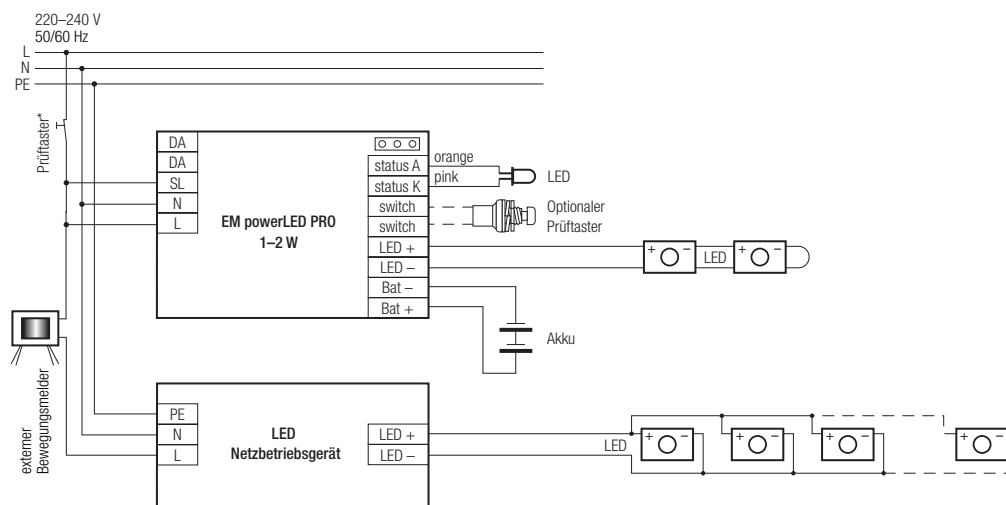 220–240 V
50/60 Hz
L
N
PE
Prüftaster*
DA
DA
SL
N
L
EM powerLED PRO
1–2 W
status A
status K
switch
switch
LED +
LED –
Bat –
Bat +
orange
pink
LED
Optionaler
Prüftaster
+ –
LED
+ –
Akku
externer
Bewegungsmelder
PE
N
L
LED
Netzbetriebsgerät
LED +
LED –
LED
+ –
+ –
+ –
+ –